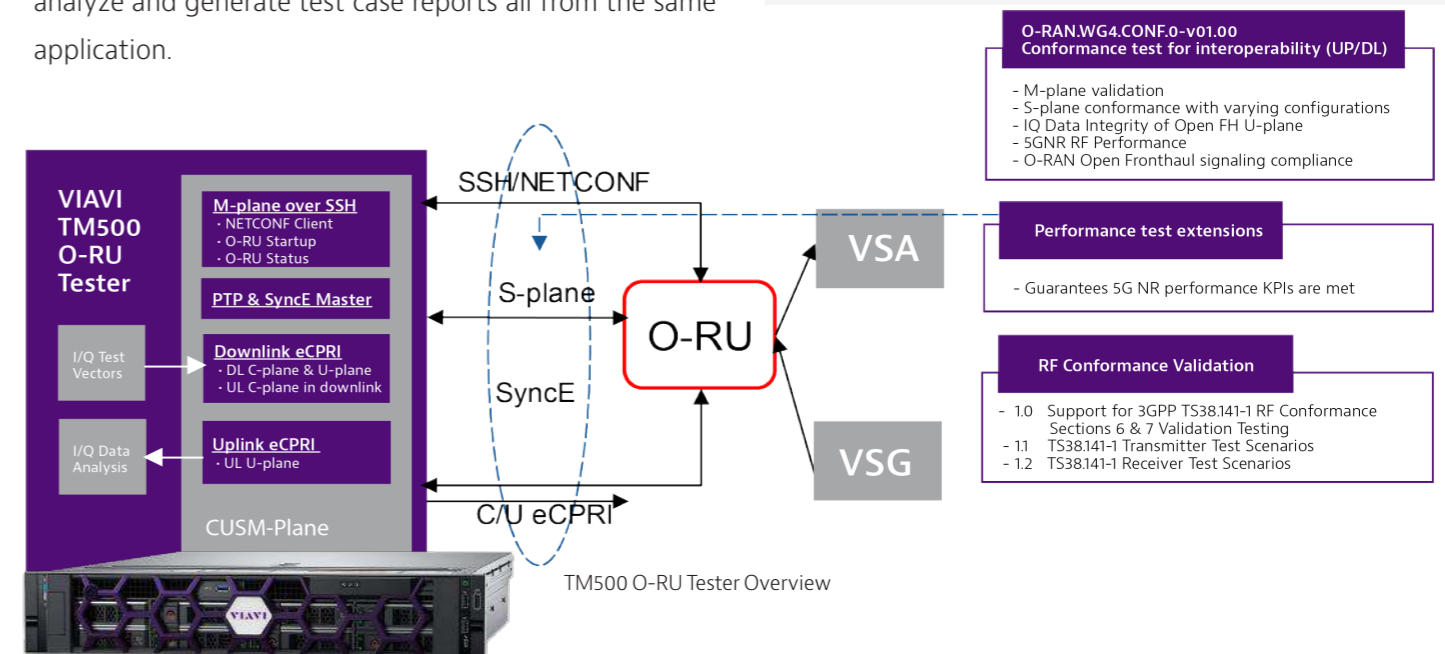 analyze and generate test case reports all from the same
application.
O-RAN.WG4.CONF.0-v01.00
Conformance test for interoperability (UP/DL)
- M-plane validation
- S-plane conformance with varying configurations
- IQ Data Integrity of Open FH U-plane
- 5GNR RF Performance
- O-RAN Open Fronthaul signaling compliance
VIAVI
TM500
O-RU
Tester
M-plane over SSH
· NETCONF Client
· O-RU Startup
· O-RU Status
PTP & SyncE Master
I/Q Test
Vectors
Downlink eCPRI
· DL C-plane & U-plane
· UL C-plane in downlink
I/Q Data
Analysis
Uplink eCPRI
· UL U-plane
CUSM-Plane
SSH/NETCONF
S-plane
SyncE
C/U eCPRI
O-RU
VSA
VSG
Performance test extensions
- Guarantees 5G NR performance KPIs are met
RF Conformance Validation
- 1.0 Support for 3GPP TS38.141-1 RF Conformance
Sections 6 & 7 Validation Testing
- 1.1 TS38.141-1 Transmitter Test Scenarios
- 1.2 TS38.141-1 Receiver Test Scenarios
VIAVI
TM500 O-RU Tester Overview